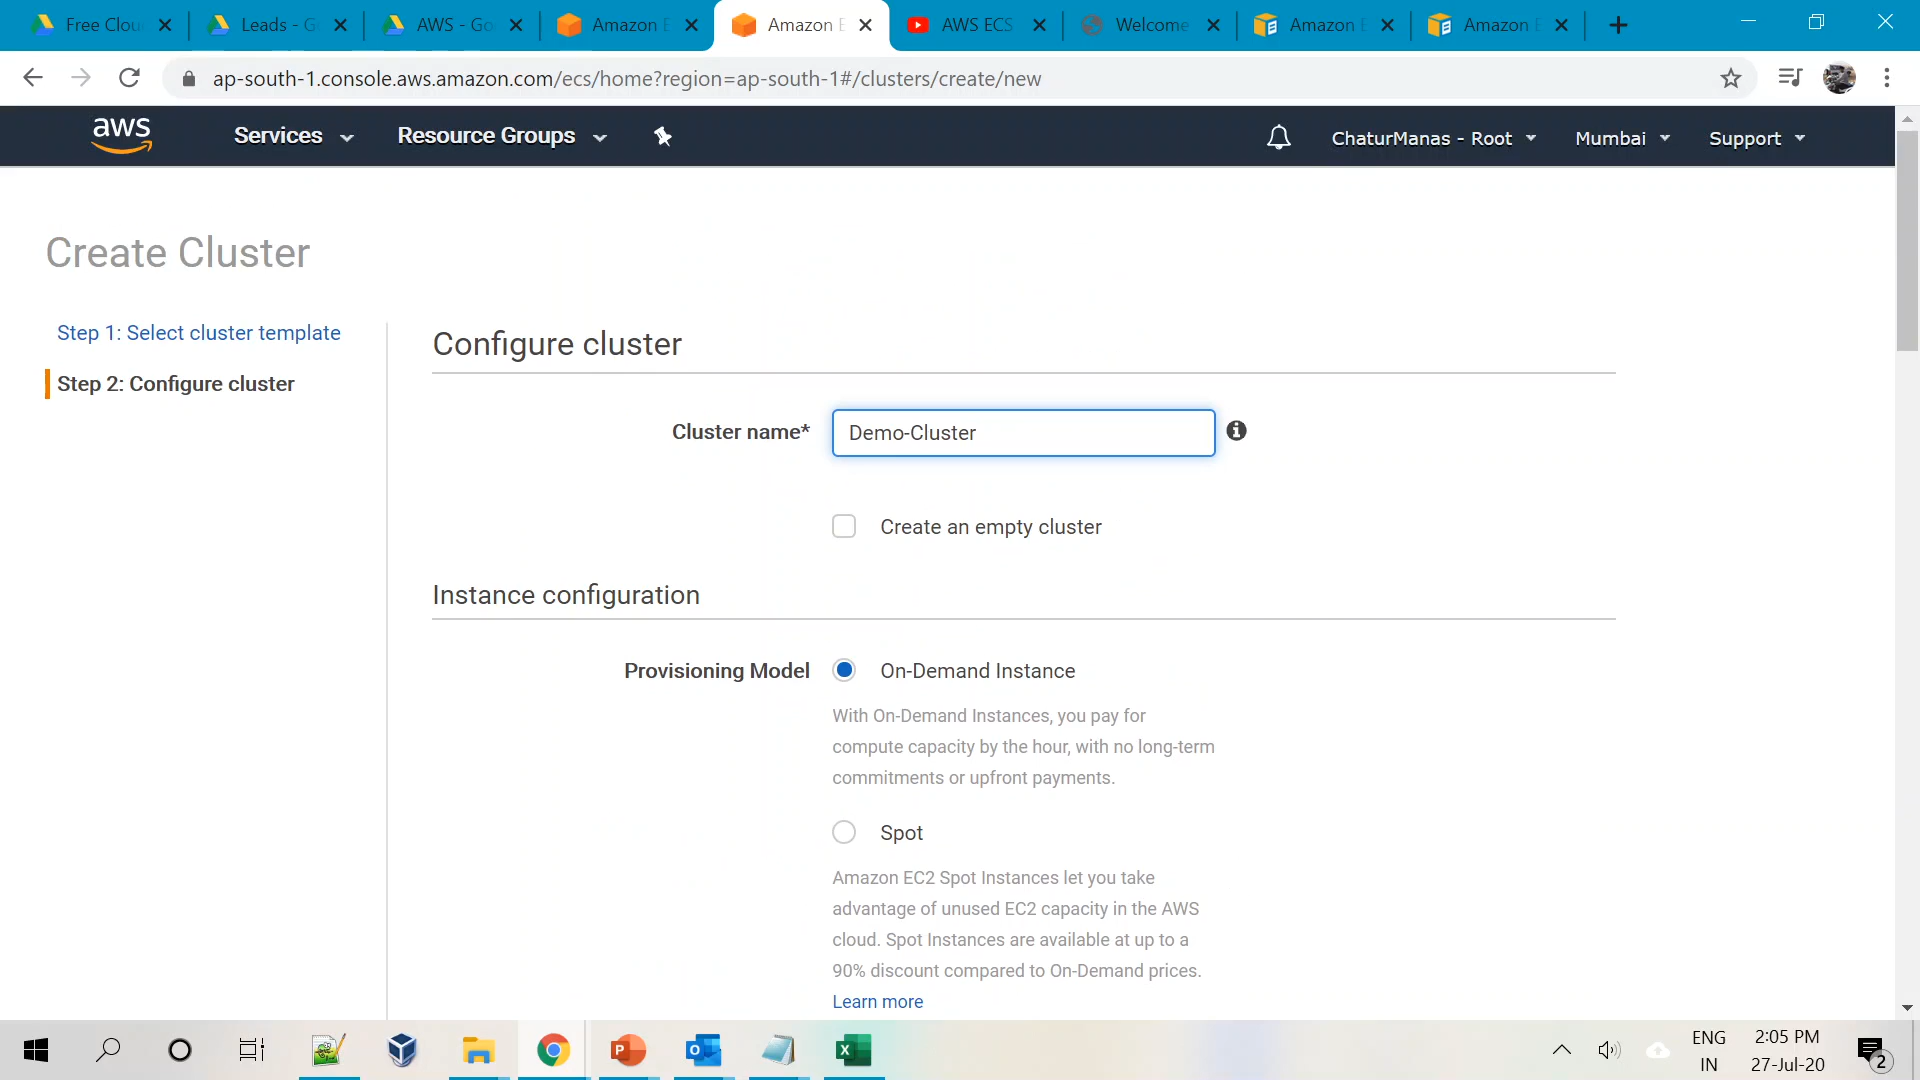 Free Clou
Leads - G
AWS - Go
Amazon E
Amazon E
AWS ECS
Welcome
Amazon E
Amazon E
ap-south-1.console.aws.amazon.com/ecs/home?region=ap-south-1#/clusters/create/new
aws
Services
Resource Groups
ChaturManas - Root
Mumbai
Support
Create Cluster
Step 1: Select cluster template
Step 2: Configure cluster
Configure cluster
Cluster name*
Demo-Cluster
Create an empty cluster
Instance configuration
Provisioning Model
On-Demand Instance
With On-Demand Instances, you pay for
compute capacity by the hour, with no long-term
commitments or upfront payments.
Spot
Amazon EC2 Spot Instances let you take
advantage of unused EC2 capacity in the AWS
cloud. Spot Instances are available at up to a
90% discount compared to On-Demand prices.
Learn more
ENG
IN
2:05 PM
27-Jul-20
2